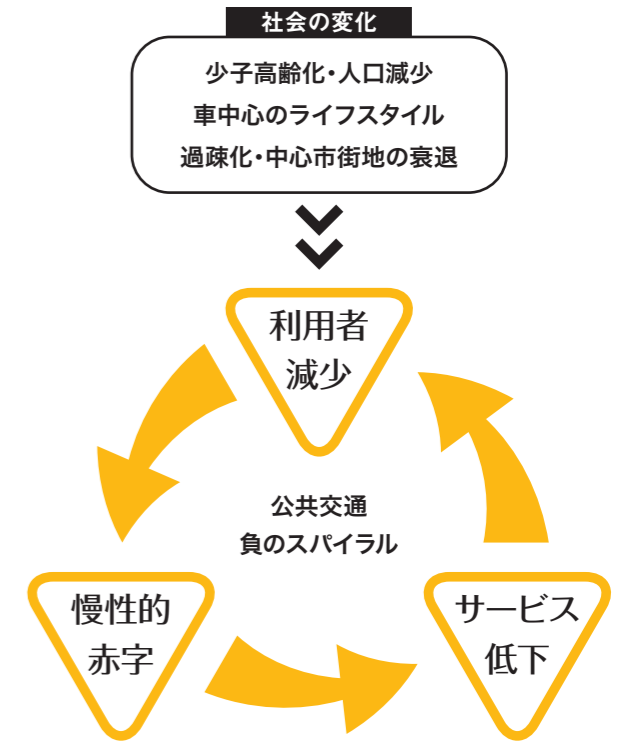 社会の変化
少子高齢化・人口減少
車中心のライフスタイル
過疎化・中心市街地の衰退
利用者
減少
公共交通
負のスパイラル
慢性的
赤字
サービス
低下